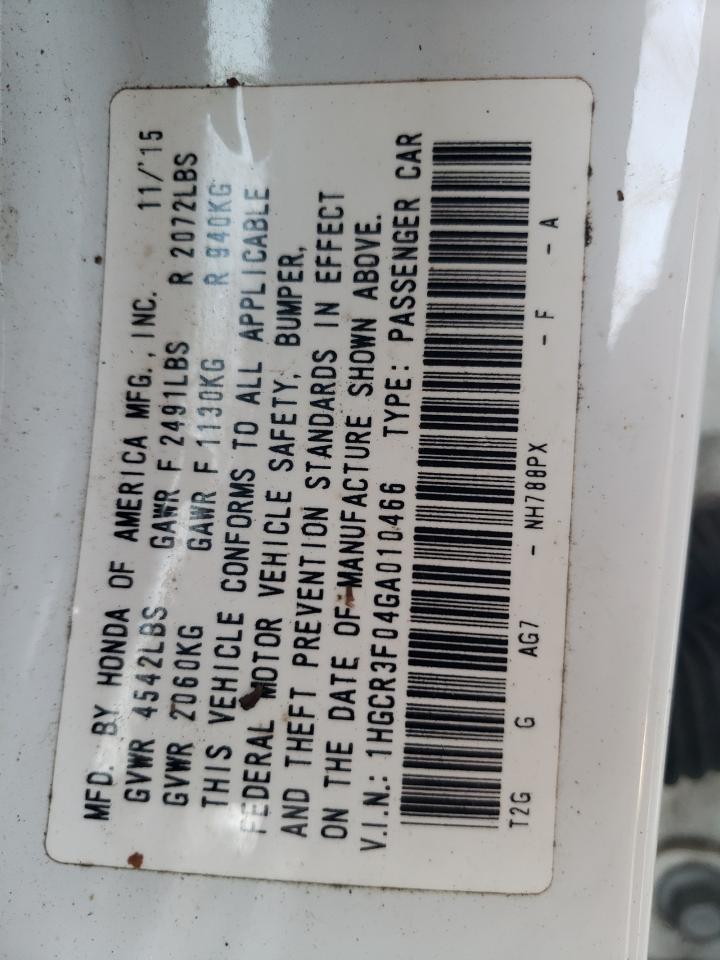 MFD. BY HONDA OF AMERICA MFG., INC. 11/'15
GVWR 4542LBS GAWR F 2491LBS R 2072LBS
GVWR 2060KG GAWR F 1130KG R 940KG
THIS VEHICLE CONFORMS TO ALL APPLICABLE
FEDERAL MOTOR VEHICLE SAFETY, BUMPER,
AND THEFT PREVENTION STANDARDS IN EFFECT
ON THE DATE OF MANUFACTURE SHOWN ABOVE.
V.I.N.: 1HGCR3F04GA010466 TYPE: PASSENGER CAR
T2G G AG7 - NH788PX - F - A